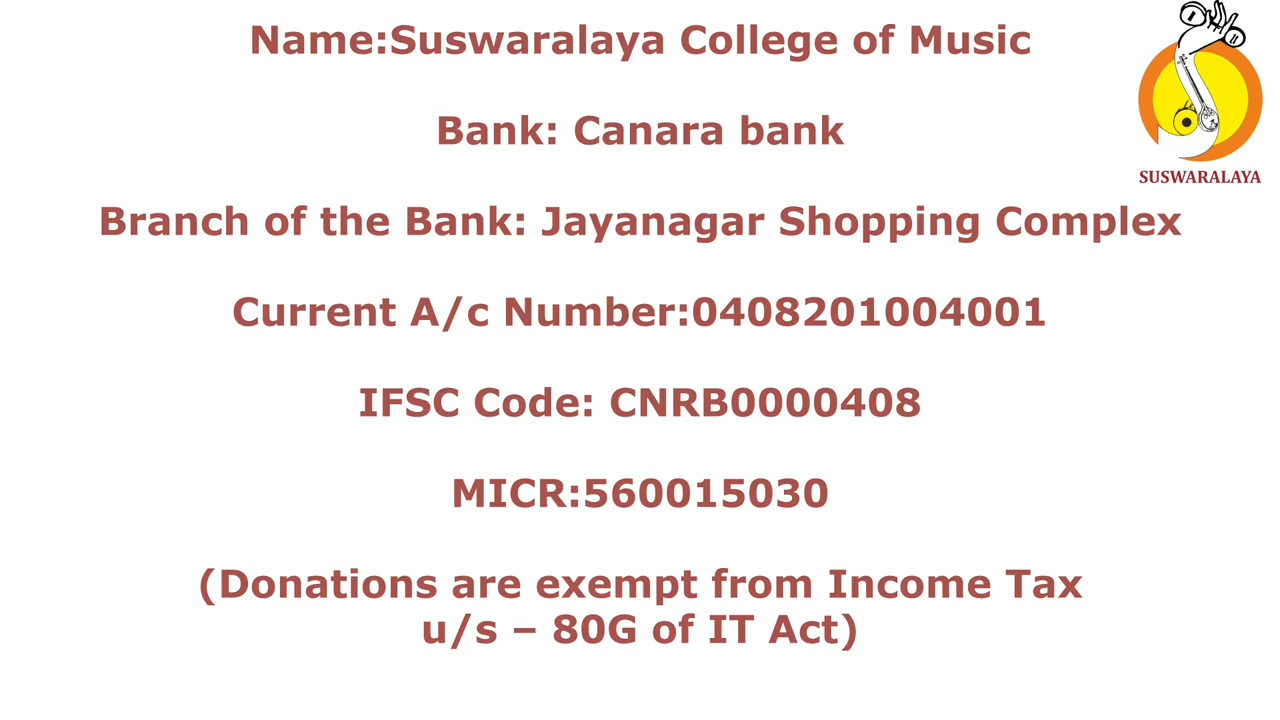 Name:Suswaralaya College of Music
SUSWARALAYA
Bank: Canara bank
Branch of the Bank: Jayanagar Shopping Complex
Current A/c Number:0408201004001
IFSC Code: CNRB0000408
MICR:560015030
(Donations are exempt from Income Tax
u/s – 80G of IT Act)